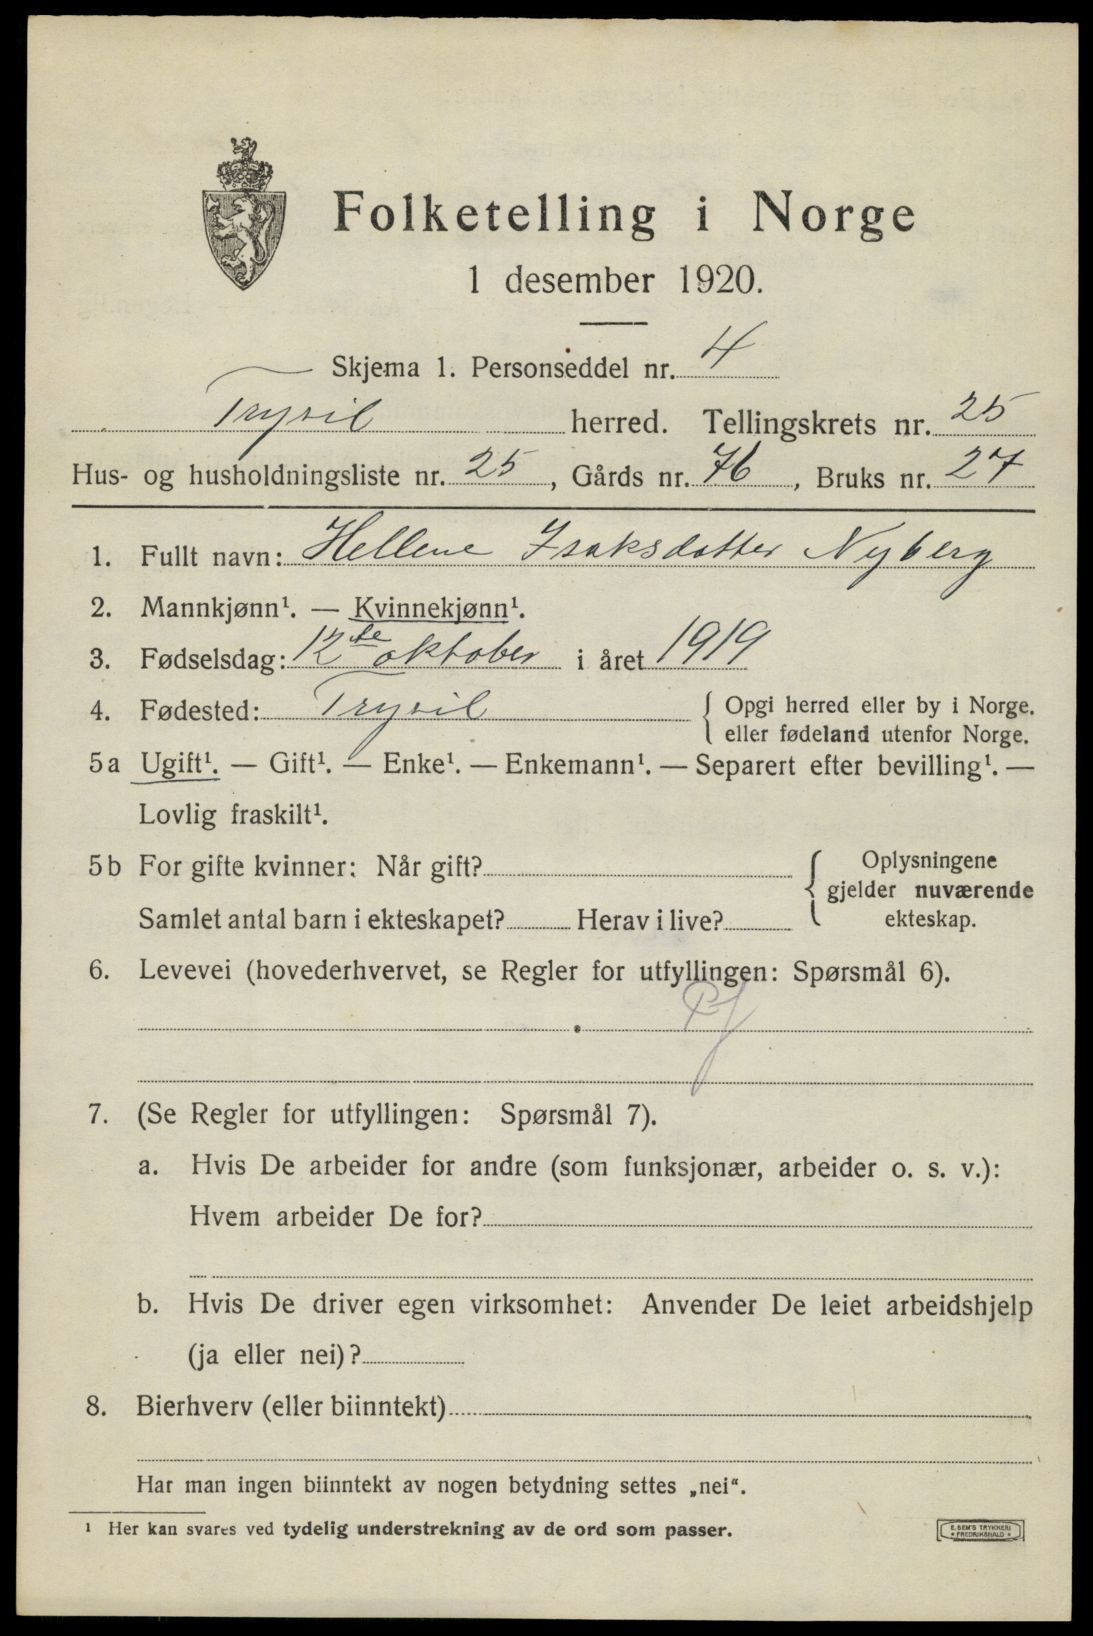 Folketelling i Norge
1 desember 1920.
Skjema 1. Personseddel nr. 4
Trysil herred. Tellingskrets nr. 25
Hus- og husholdningsliste nr. 25, Gårds nr. 76, Bruks nr. 27
1. Fullt navn: Hellene Isaksdatter Nyberg
2. Mannkjønn¹. — Kvinnekjønn¹.
3. Fødselsdag: 12te oktober i året 1919
4. Fødested: Trysil { Opgi herred eller by i Norge.
eller fødeland utenfor Norge.
5a Ugift¹. — Gift¹. — Enke¹. — Enkemann¹. — Separert efter bevilling¹. —
Lovlig fraskilt¹.
5b For gifte kvinner: Når gift? { Oplysningene
gjelder nuværende
Samlet antal barn i ekteskapet? Herav i live? ekteskap.
6. Levevei (hovederhvervet, se Regler for utfyllingen: Spørsmål 6).
7. (Se Regler for utfyllingen: Spørsmål 7).
a. Hvis De arbeider for andre (som funksjonær, arbeider o. s. v.):
Hvem arbeider De for?
b. Hvis De driver egen virksomhet: Anvender De leiet arbeidshjelp
(ja eller nei)?
8. Bierhverv (eller biinntekt)
Har man ingen biinntekt av nogen betydning settes „nei“.
¹ Her kan svares ved tydelig understrekning av de ord som passer.
E. SEM'S TRYKKERI
* FREDRIKSHALD *